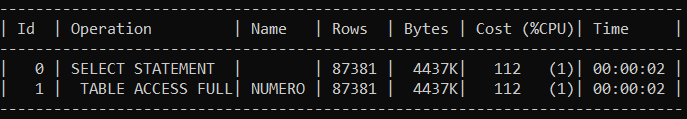 --------------------------------------------------------------------------
| Id  | Operation         | Name   | Rows  | Bytes | Cost (%CPU)| Time     |
--------------------------------------------------------------------------
|   0 | SELECT STATEMENT  |        | 87381 |  4437K|   112   (1)| 00:00:02 |
|   1 |  TABLE ACCESS FULL| NUMERO | 87381 |  4437K|   112   (1)| 00:00:02 |
--------------------------------------------------------------------------